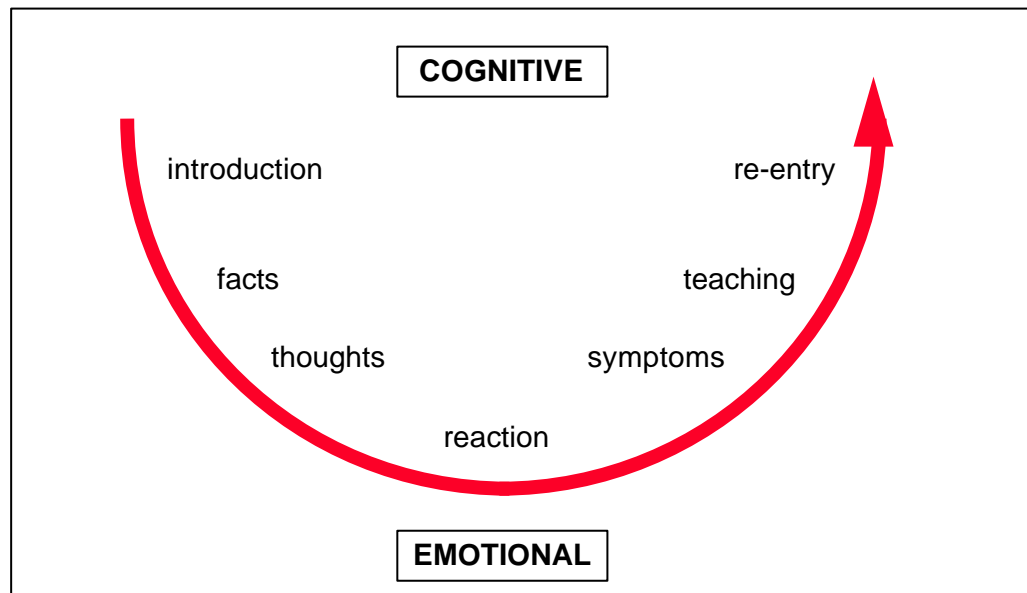 COGNITIVE
introduction
re-entry
facts
teaching
thoughts
symptoms
reaction
EMOTIONAL